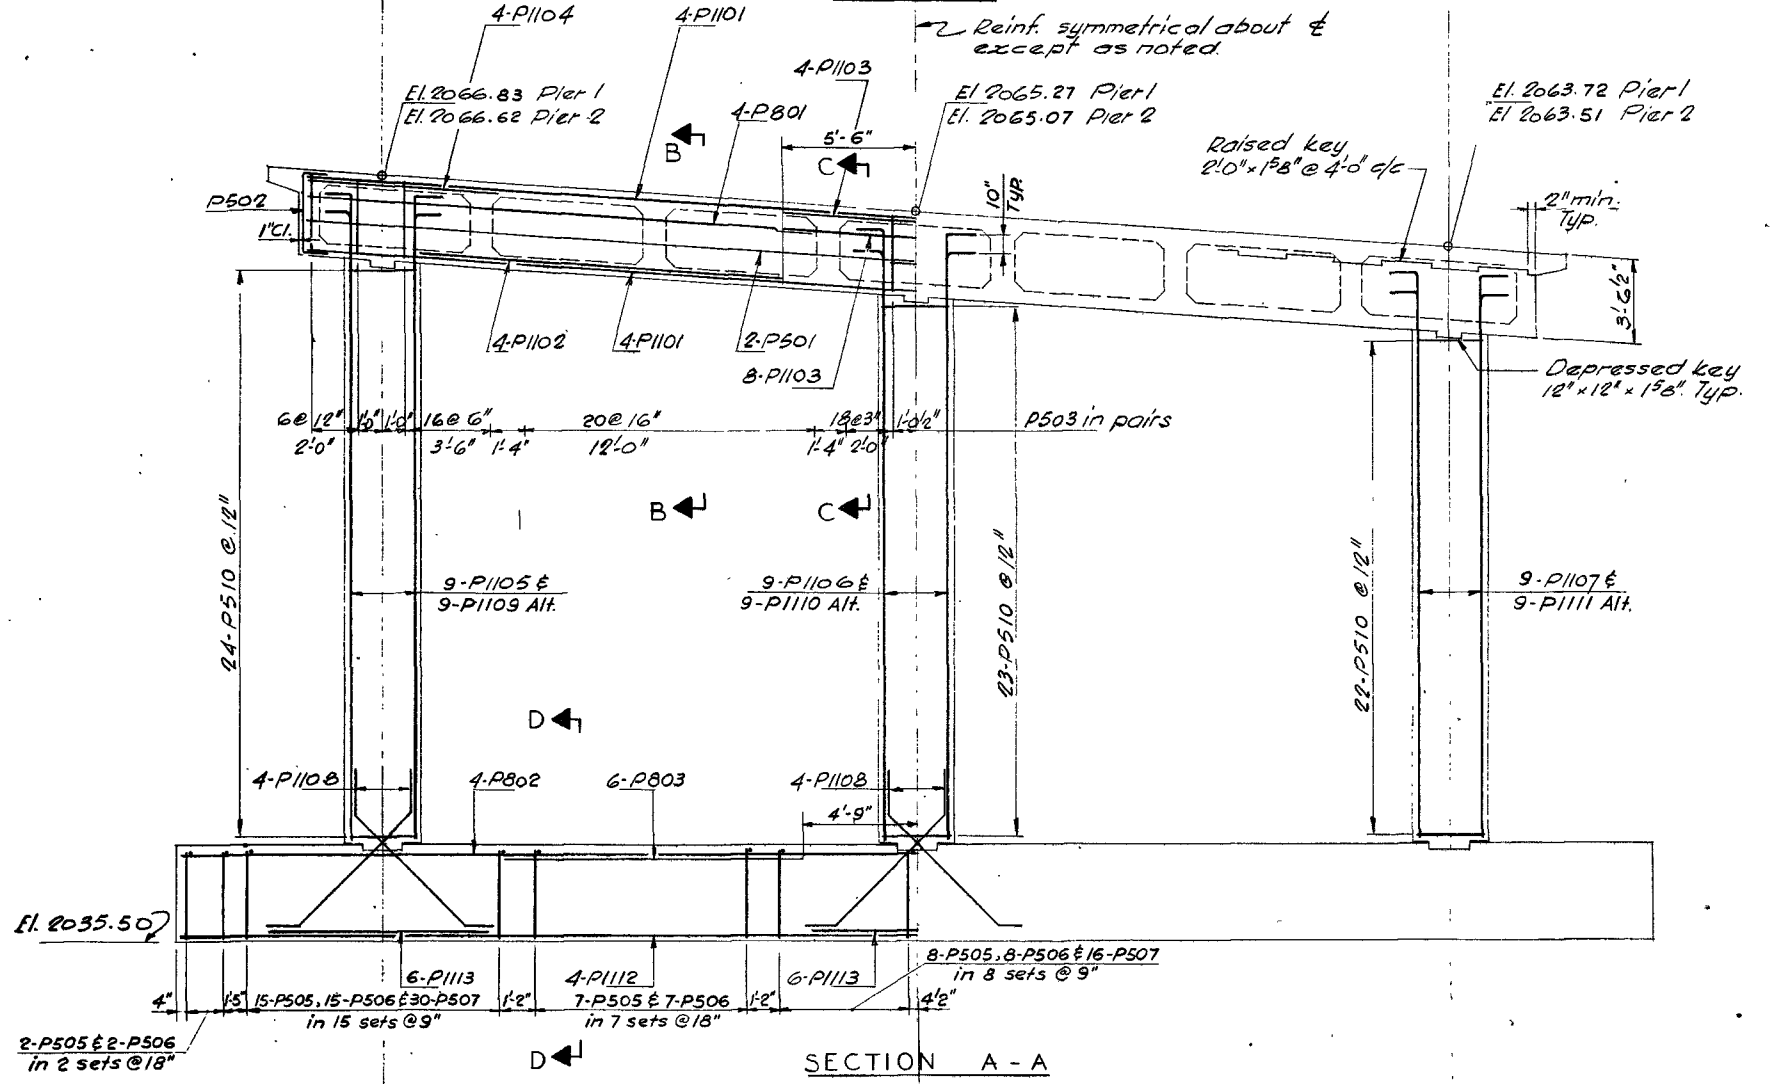 4-P1104
4-P1101
Reinf. symmetrical about ℄
except as noted.
4-P1103
El. 2066.83 Pier 1
El. 2066.62 Pier 2
4-P801
El 2065.27 Pier 1
El. 2065.07 Pier 2
El. 2063.72 Pier 1
El 2063.51 Pier 2
B
5'-6"
C
Raised key
2'-0" x 1⅝" @ 4'-0" c/c
10"
Typ.
2" min.
Typ.
P502
1" Cl.
3'-6½"
4-P1102
4-P1101
2-P501
8-P1103
Depressed key
12" x 12" x 1⅝". Typ.
6@12"
1'-0"
1'-0"
16@6"
20@16"
18@3"
1'-0½"
P503 in pairs
2'-0"
3'-6"
1'-4"
12'-0"
1'-4"
2'-0"
B
C
24-P510 @ 12"
23-P510 @ 12"
22-P510 @ 12"
9-P1105 &
9-P1109 Alt.
9-P1106 &
9-P1110 Alt.
9-P1107 &
9-P1111 Alt.
D
4-P1108
4-P802
6-P803
4-P1108
4'-9"
El. 2035.50
6-P1113
4-P1112
6-P1113
8-P505, 8-P506 & 16-P507
in 8 sets @ 9"
4"
1'-5"
15-P505, 15-P506 & 30-P507
in 15 sets @ 9"
1'-2"
7-P505 & 7-P506
in 7 sets @ 18"
1'-2"
4½"
2-P505 & 2-P506
in 2 sets @ 18"
D
SECTION A-A